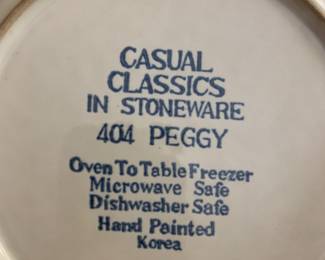 CASUAL
CLASSICS
IN STONEWARE
404 PEGGY
Oven To Table Freezer
Microwave Safe
Dishwasher Safe
Hand Painted
Korea